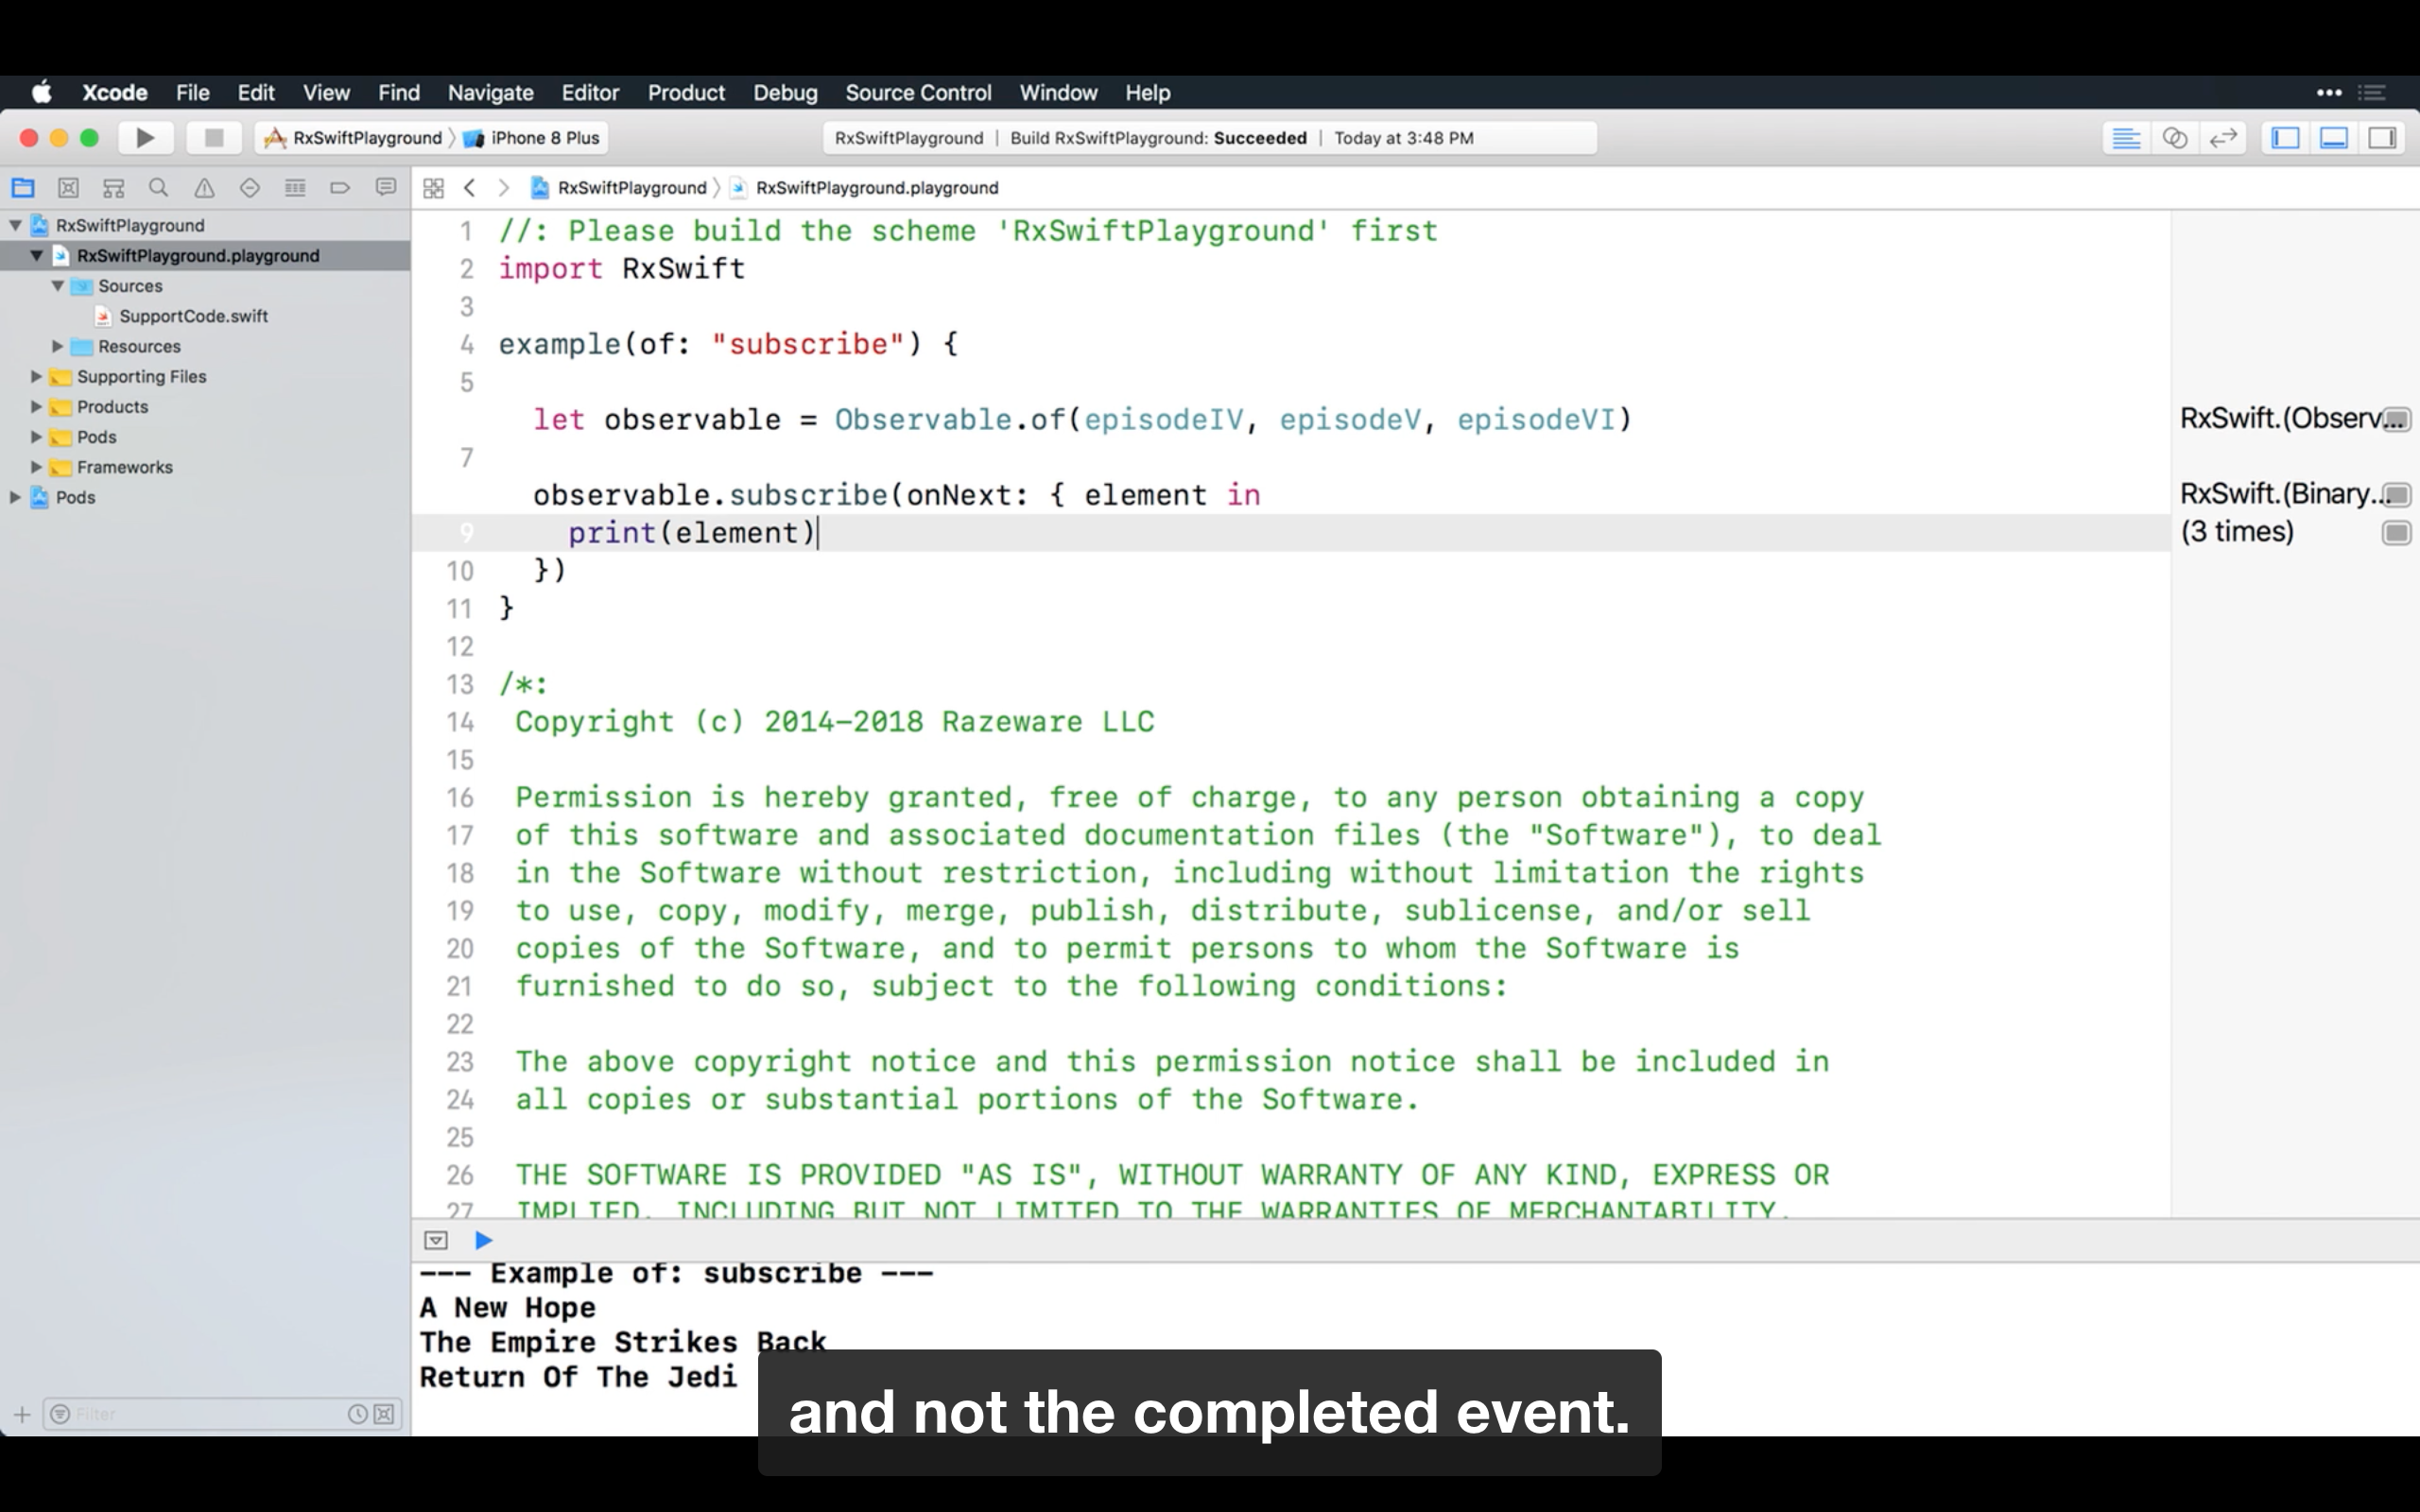 Xcode File Edit View Find Navigate Editor Product Debug Source Control Window Help
RxSwiftPlayground iPhone 8 Plus
RxSwiftPlayground | Build RxSwiftPlayground: Succeeded | Today at 3:48 PM
RxSwiftPlayground RxSwiftPlayground.playground
RxSwiftPlayground
RxSwiftPlayground.playground
Sources
SupportCode.swift
Resources
Supporting Files
Products
Pods
Frameworks
Pods
Filter
1 //: Please build the scheme 'RxSwiftPlayground' first
2 import RxSwift
3
4 example(of: "subscribe") {
5
let observable = Observable.of(episodeIV, episodeV, episodeVI)
7
observable.subscribe(onNext: { element in
9 print(element)
10 })
11 }
12
13 /*:
14 Copyright (c) 2014-2018 Razeware LLC
15
16 Permission is hereby granted, free of charge, to any person obtaining a copy
17 of this software and associated documentation files (the "Software"), to deal
18 in the Software without restriction, including without limitation the rights
19 to use, copy, modify, merge, publish, distribute, sublicense, and/or sell
20 copies of the Software, and to permit persons to whom the Software is
21 furnished to do so, subject to the following conditions:
22
23 The above copyright notice and this permission notice shall be included in
24 all copies or substantial portions of the Software.
25
26 THE SOFTWARE IS PROVIDED "AS IS", WITHOUT WARRANTY OF ANY KIND, EXPRESS OR
27 IMPLIED, INCLUDING BUT NOT LIMITED TO THE WARRANTIES OF MERCHANTABILITY,
RxSwift.(Observ...
RxSwift.(Binary...
(3 times)
--- Example of: subscribe ---
A New Hope
The Empire Strikes Back
Return Of The Jedi
and not the completed event.